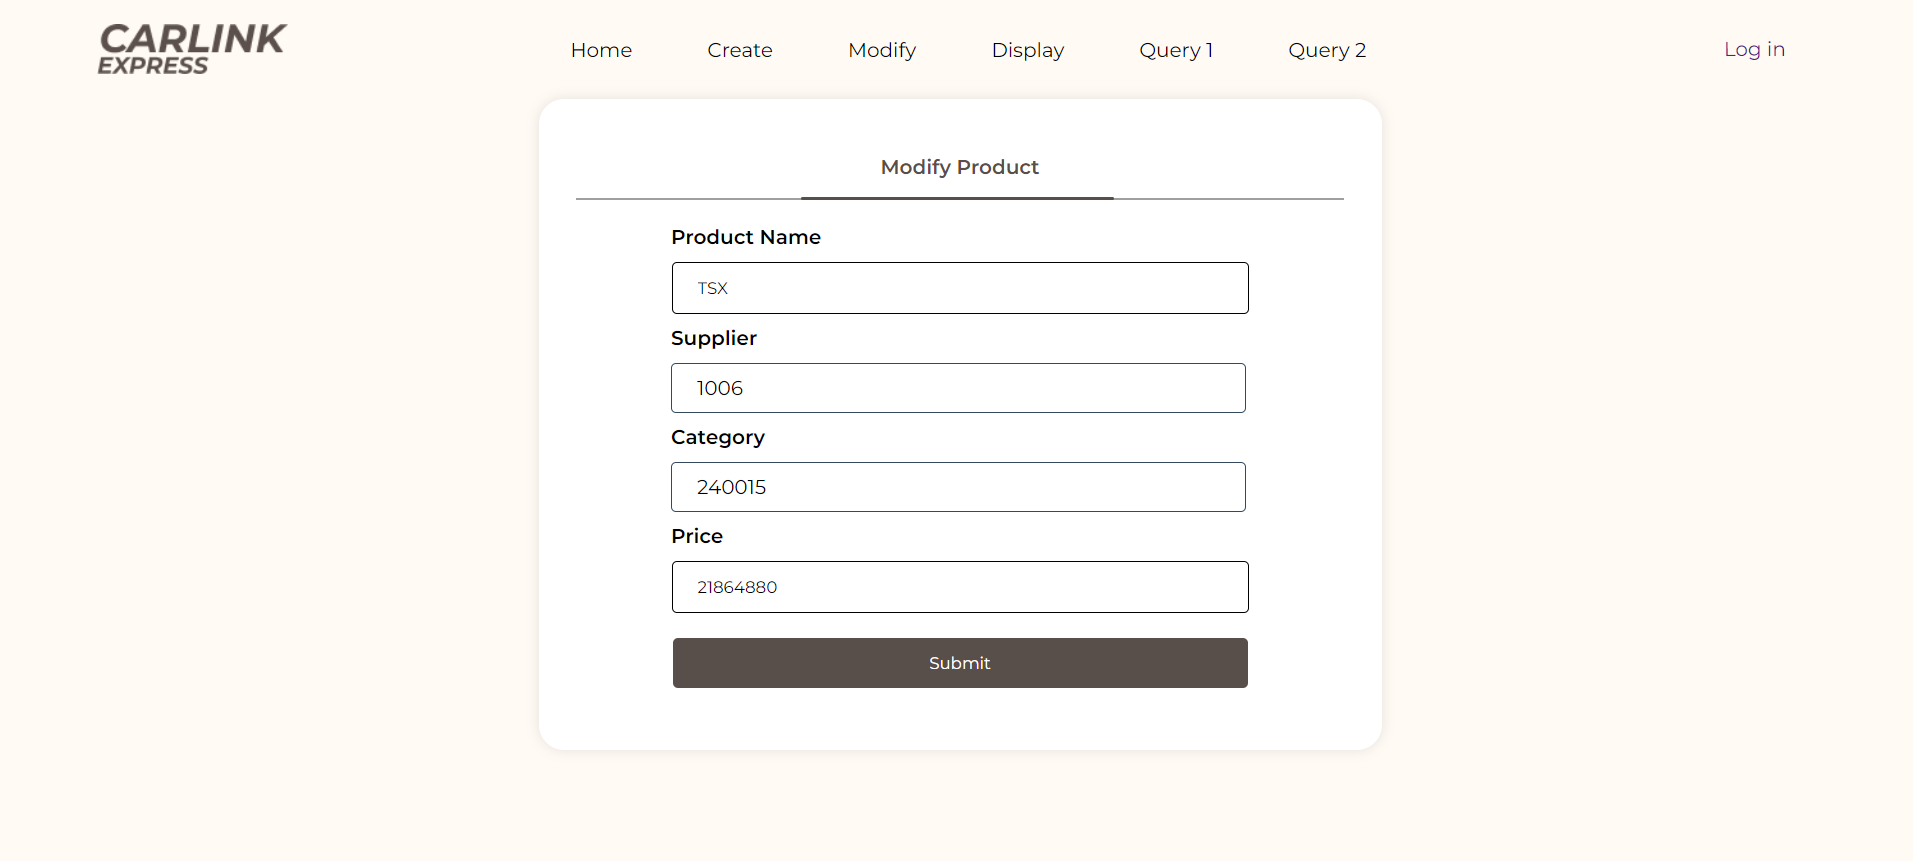 CARLINK
EXPRESS
Home Create Modify Display Query 1 Query 2 Log in
Modify Product
Product Name
TSX
Supplier
1006
Category
240015
Price
21864880
Submit